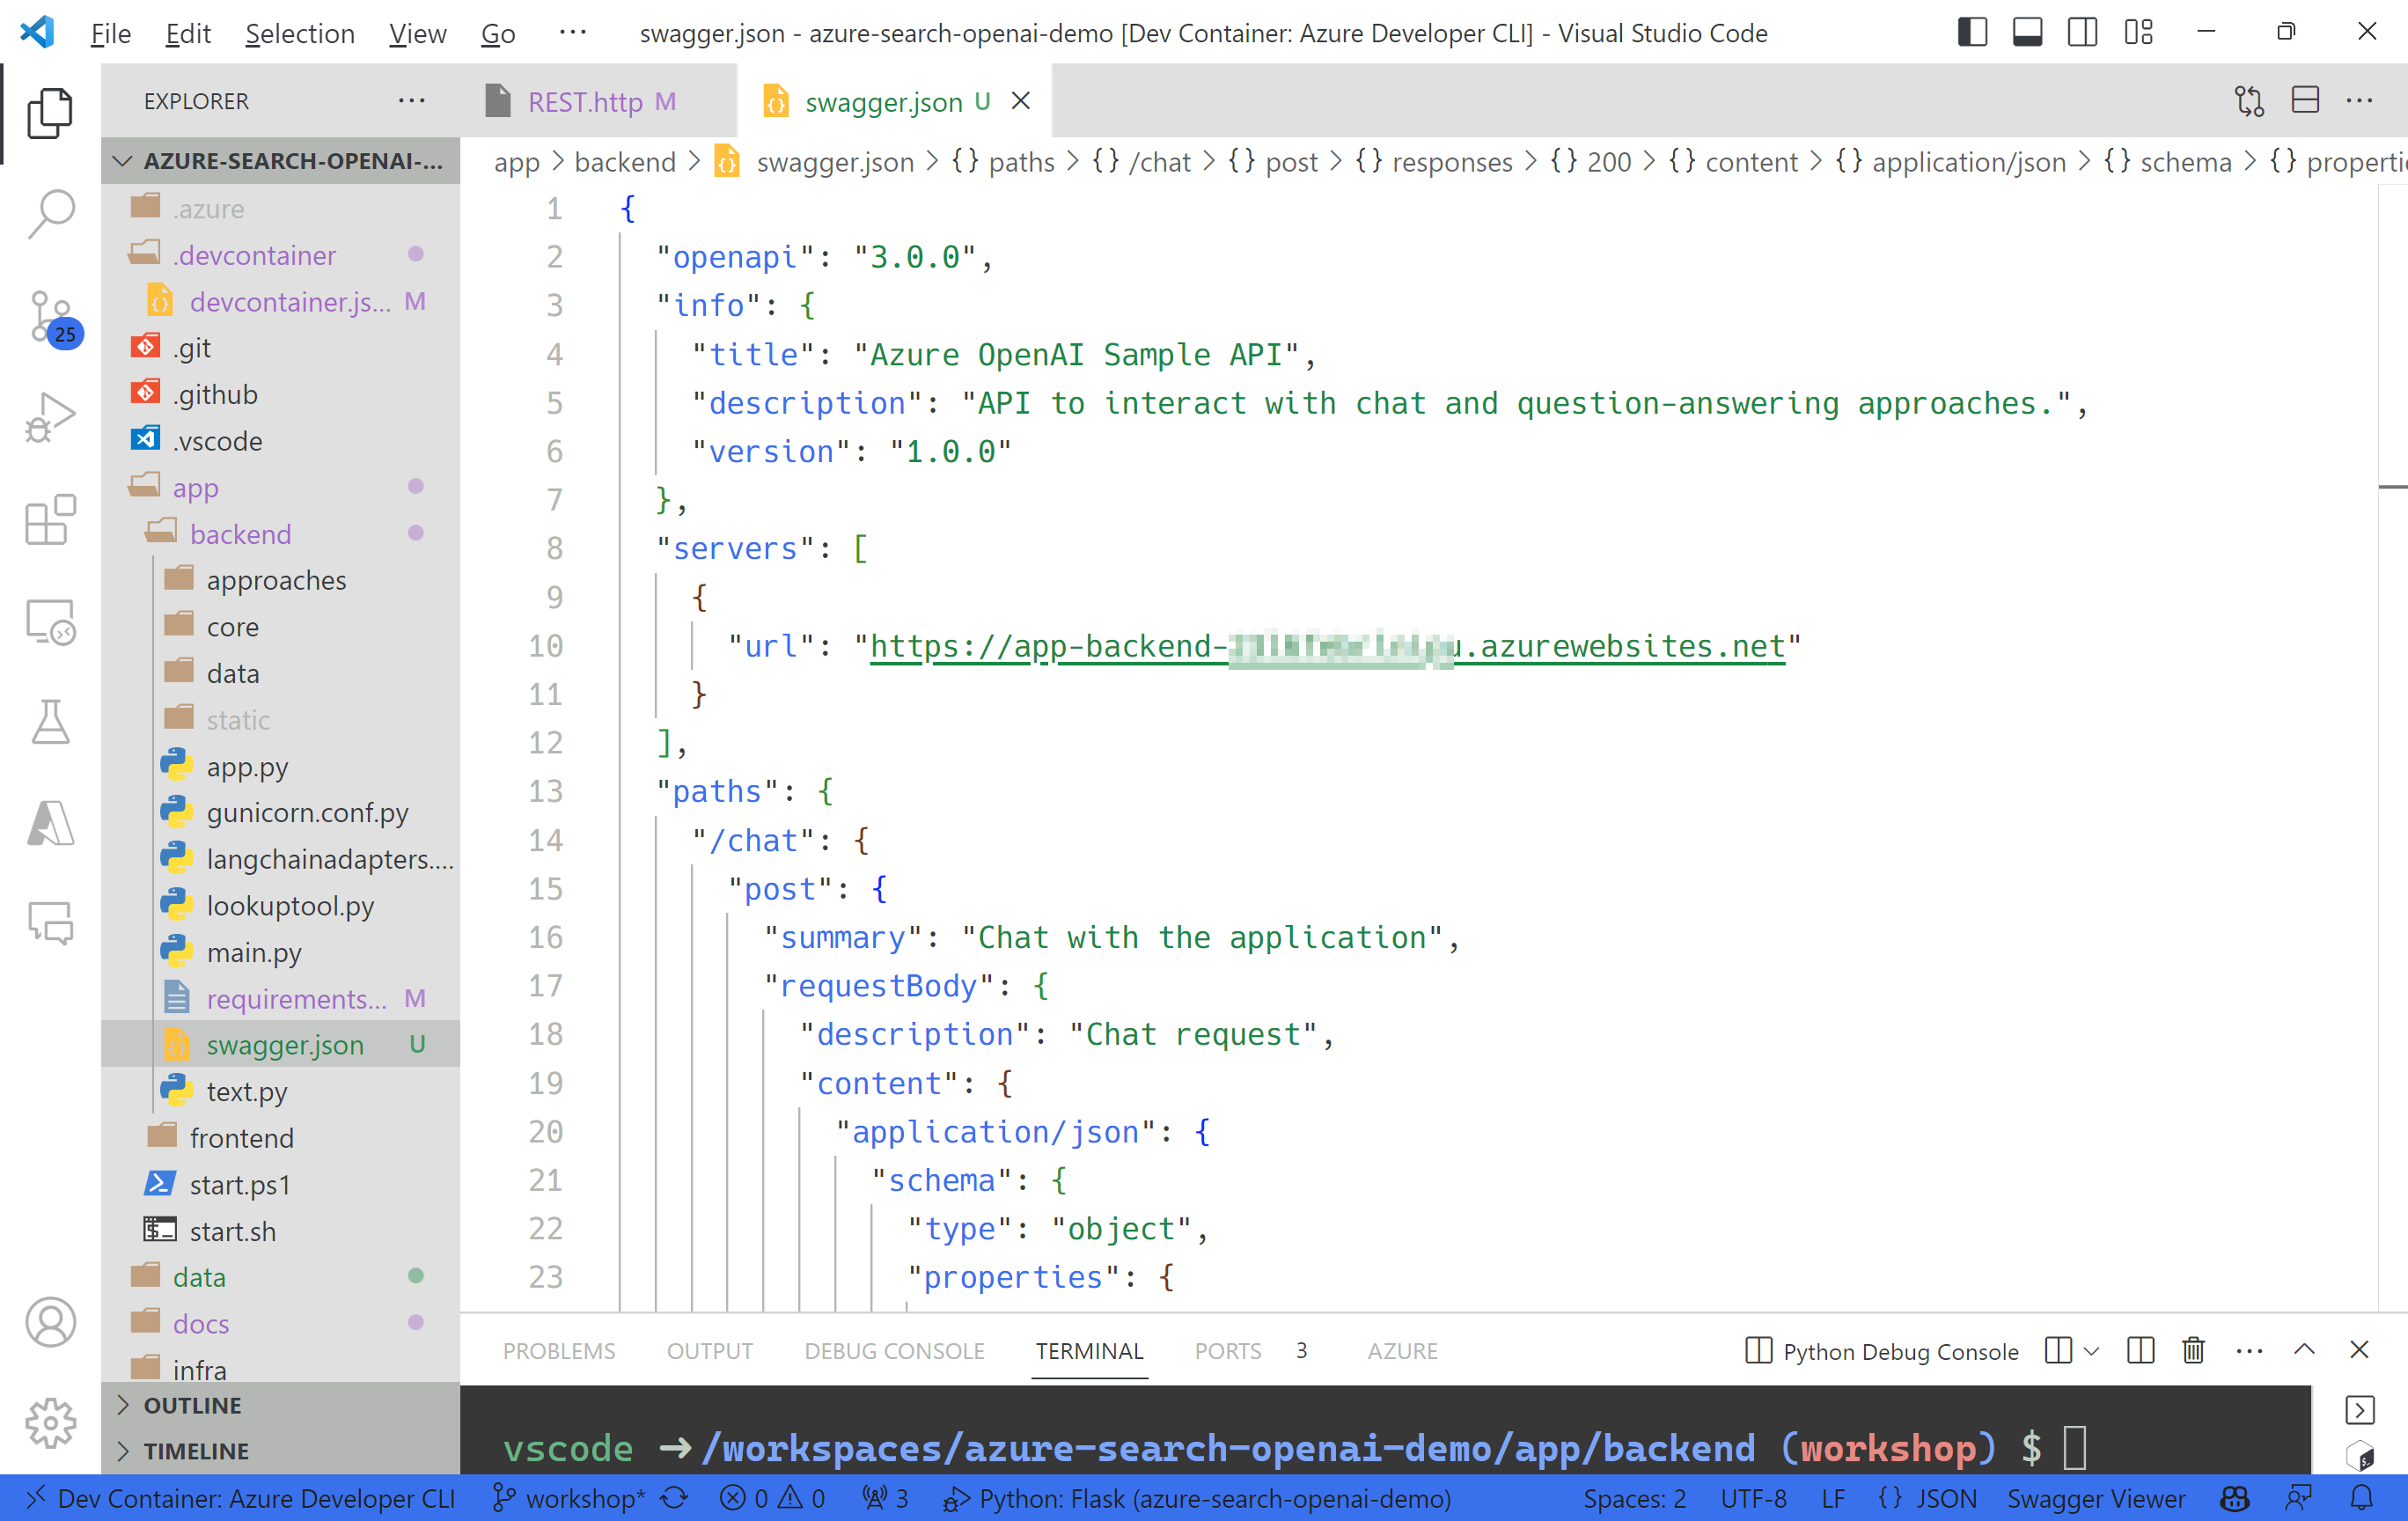 File Edit Selection View Go ··· swagger.json - azure-search-openai-demo [Dev Container: Azure Developer CLI] - Visual Studio Code
EXPLORER ···
AZURE-SEARCH-OPENAI-...
.azure
.devcontainer
devcontainer.js... M
.git
.github
.vscode
app
backend
approaches
core
data
static
app.py
gunicorn.conf.py
langchainadapters....
lookuptool.py
main.py
requirements... M
swagger.json U
text.py
frontend
start.ps1
start.sh
data
docs
infra
OUTLINE
TIMELINE
25
REST.http M
swagger.json U
app > backend > swagger.json > {} paths > {} /chat > {} post > {} responses > {} 200 > {} content > {} application/json > {} schema > {} properti
1 {
2 "openapi": "3.0.0",
3 "info": {
4 "title": "Azure OpenAI Sample API",
5 "description": "API to interact with chat and question-answering approaches.",
6 "version": "1.0.0"
7 },
8 "servers": [
9 {
10 "url": "https://app-backend-u.azurewebsites.net"
11 }
12 ],
13 "paths": {
14 "/chat": {
15 "post": {
16 "summary": "Chat with the application",
17 "requestBody": {
18 "description": "Chat request",
19 "content": {
20 "application/json": {
21 "schema": {
22 "type": "object",
23 "properties": {
PROBLEMS OUTPUT DEBUG CONSOLE TERMINAL PORTS 3 AZURE Python Debug Console ···
vscode ➜ /workspaces/azure-search-openai-demo/app/backend (workshop) $
Dev Container: Azure Developer CLI workshop* 0 0 3 Python: Flask (azure-search-openai-demo) Spaces: 2 UTF-8 LF {} JSON Swagger Viewer